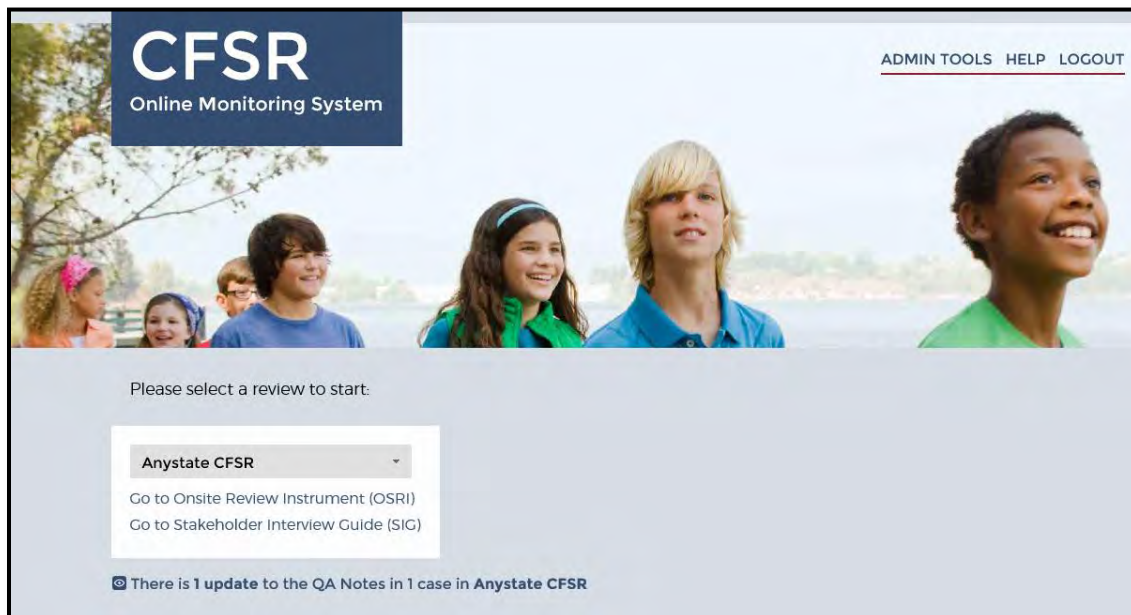 CFSR
Online Monitoring System
ADMIN TOOLS HELP LOGOUT
Please select a review to start:
Anystate CFSR
Go to Onsite Review Instrument (OSRI)
Go to Stakeholder Interview Guide (SIG)
There is 1 update to the QA Notes in 1 case in Anystate CFSR